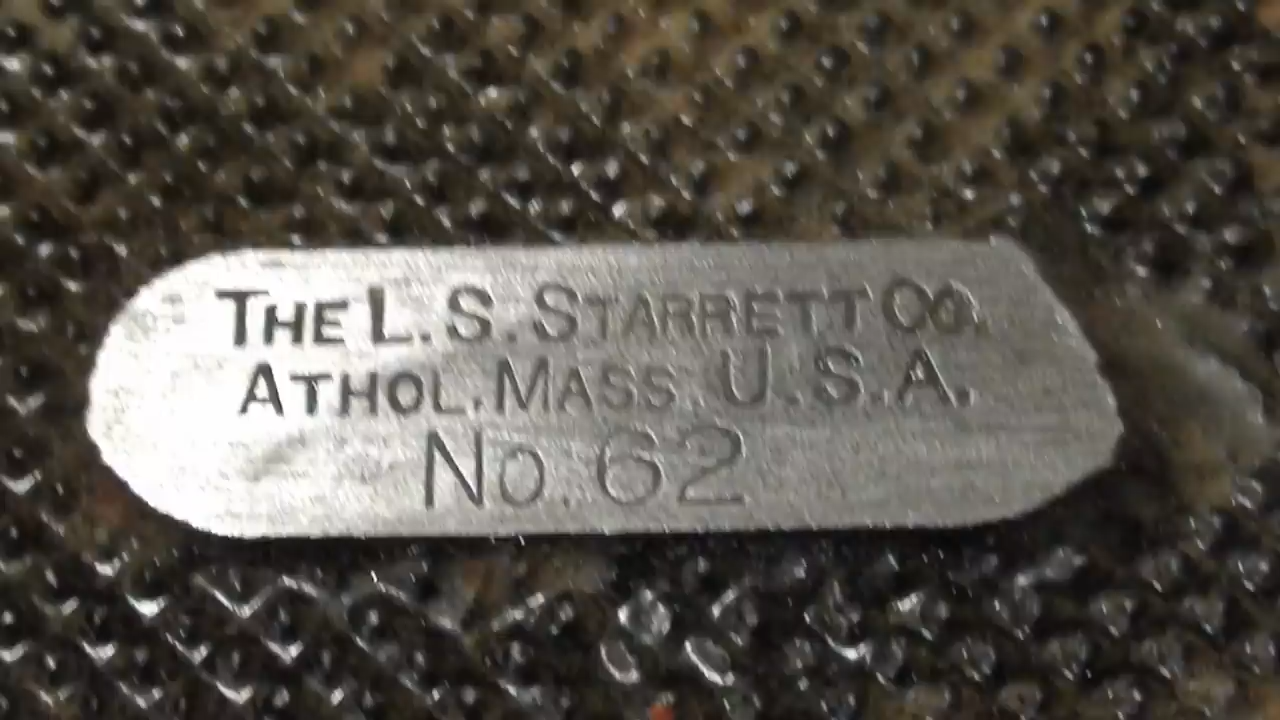 THE L. S. STARRETT CO.
ATHOL, MASS. U.S.A.
No. 62